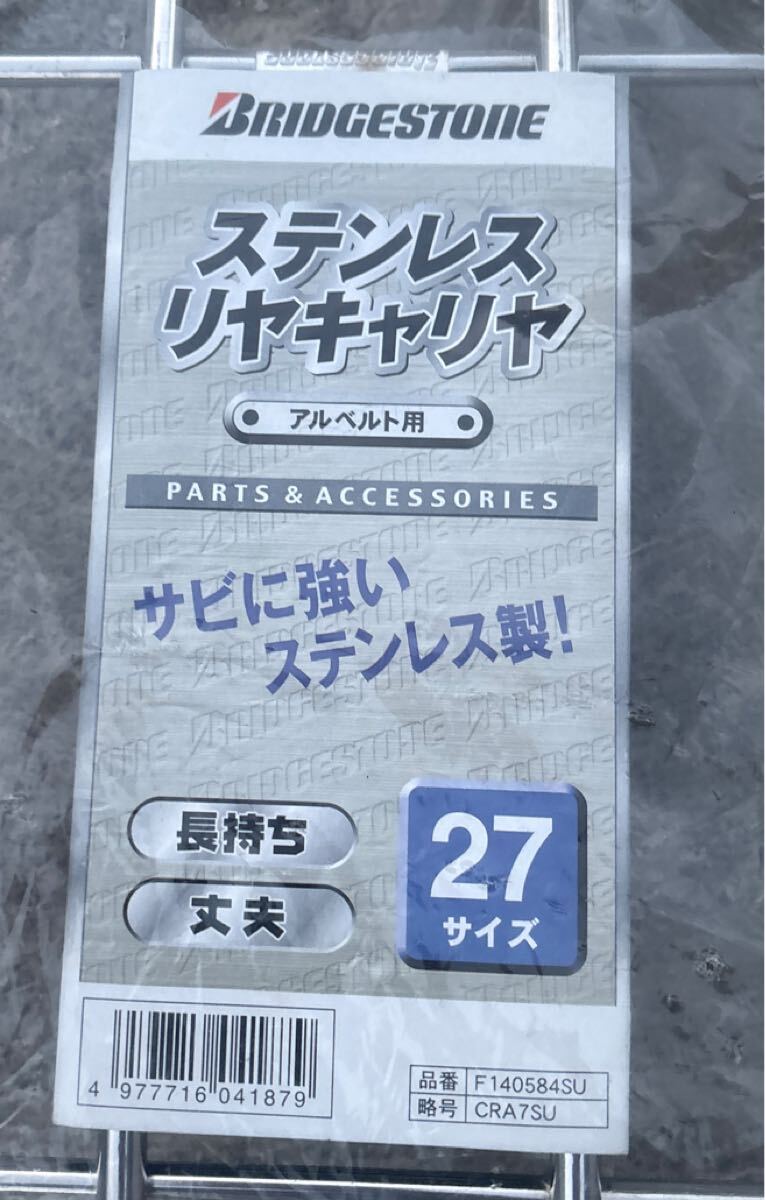 BRIDGESTONE
ステンレス
リヤキャリヤ
アルベルト用
PARTS & ACCESSORIES
サビに強い
ステンレス製!
長持ち
丈夫
27
サイズ
4 977716 041879
品番 F140584SU
略号 CRA7SU